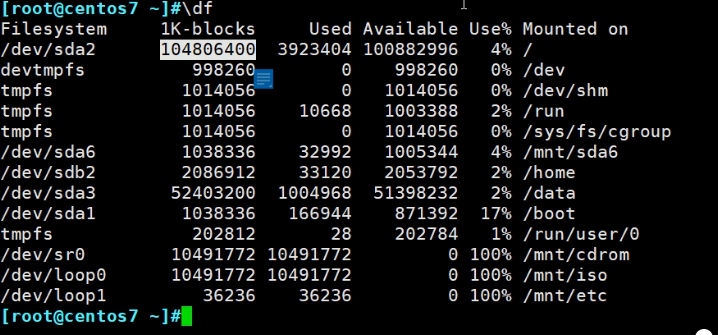 [root@centos7 ~]#\df
Filesystem     1K-blocks     Used Available Use% Mounted on
/dev/sda2      104806400  3923404 100882996   4% /
devtmpfs          998260        0    998260   0% /dev
tmpfs            1014056        0   1014056   0% /dev/shm
tmpfs            1014056    10668   1003388   2% /run
tmpfs            1014056        0   1014056   0% /sys/fs/cgroup
/dev/sda6        1038336    32992   1005344   4% /mnt/sda6
/dev/sdb2        2086912    33120   2053792   2% /home
/dev/sda3       52403200  1004968  51398232   2% /data
/dev/sda1        1038336   166944    871392  17% /boot
tmpfs             202812       28    202784   1% /run/user/0
/dev/sr0        10491772 10491772         0 100% /mnt/cdrom
/dev/loop0      10491772 10491772         0 100% /mnt/iso
/dev/loop1         36236    36236         0 100% /mnt/etc
[root@centos7 ~]#